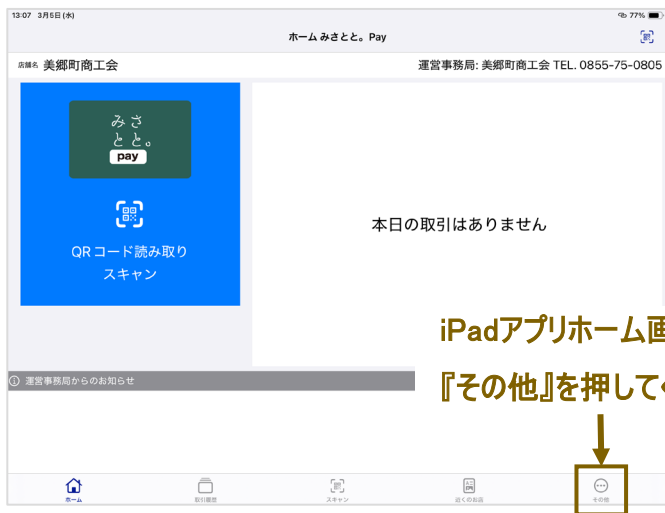 13:07 3月5日(水)
77%
ホーム みさとと。Pay
店舗名 美郷町商工会
運営事務局: 美郷町商工会 TEL. 0855-75-0805
みさ
とと。
pay
QRコード読み取り
スキャン
本日の取引はありません
iPadアプリホーム画
『その他』を押して
運営事務局からのお知らせ
ホーム
取引履歴
スキャン
近くのお店
その他